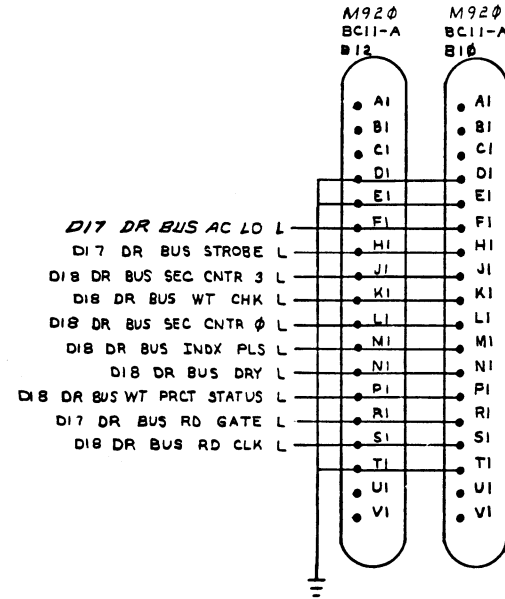 M92Ø M92Ø
BC11-A BC11-A
B12 B1Ø
A1 A1
B1 B1
C1 C1
D1 D1
E1 E1
D17 DR BUS AC LO L F1 F1
D17 DR BUS STROBE L H1 H1
D18 DR BUS SEC CNTR 3 L J1 J1
D18 DR BUS WT CHK L K1 K1
D18 DR BUS SEC CNTR Ø L L1 L1
D18 DR BUS INDX PLS L M1 M1
D18 DR BUS DRY L N1 N1
D18 DR BUS WT PRCT STATUS L P1 P1
D17 DR BUS RD GATE L R1 R1
D18 DR BUS RD CLK L S1 S1
T1 T1
U1 U1
V1 V1